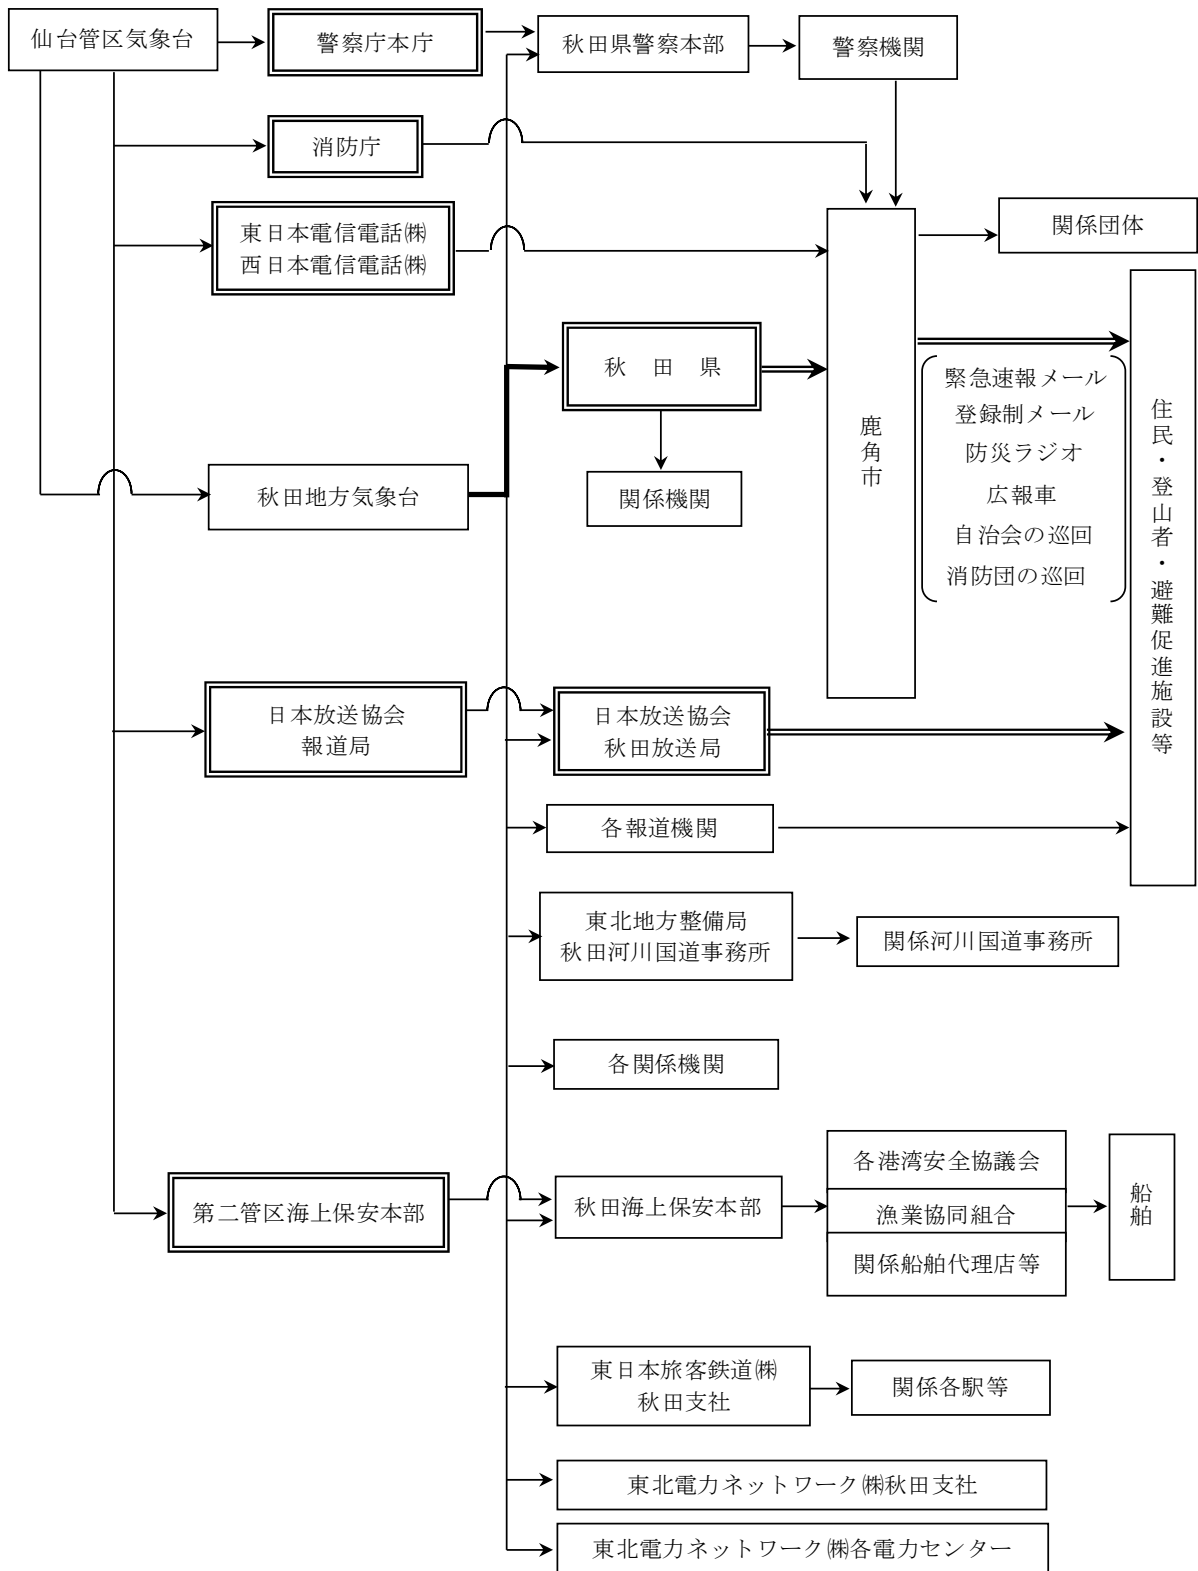 仙台管区気象台
警察庁本庁
秋田県警察本部
警察機関
消防庁
東日本電信電話㈱
西日本電信電話㈱
関係団体
秋　田　県
鹿角市
緊急速報メール
登録制メール
防災ラジオ
広報車
自治会の巡回
消防団の巡回
住民・登山者・避難促進施設等
秋田地方気象台
関係機関
日本放送協会
報道局
日本放送協会
秋田放送局
各報道機関
東北地方整備局
秋田河川国道事務所
関係河川国道事務所
各関係機関
第二管区海上保安本部
秋田海上保安本部
各港湾安全協議会
漁業協同組合
関係船舶代理店等
船舶
東日本旅客鉄道㈱
秋田支社
関係各駅等
東北電力ネットワーク㈱秋田支社
東北電力ネットワーク㈱各電力センター